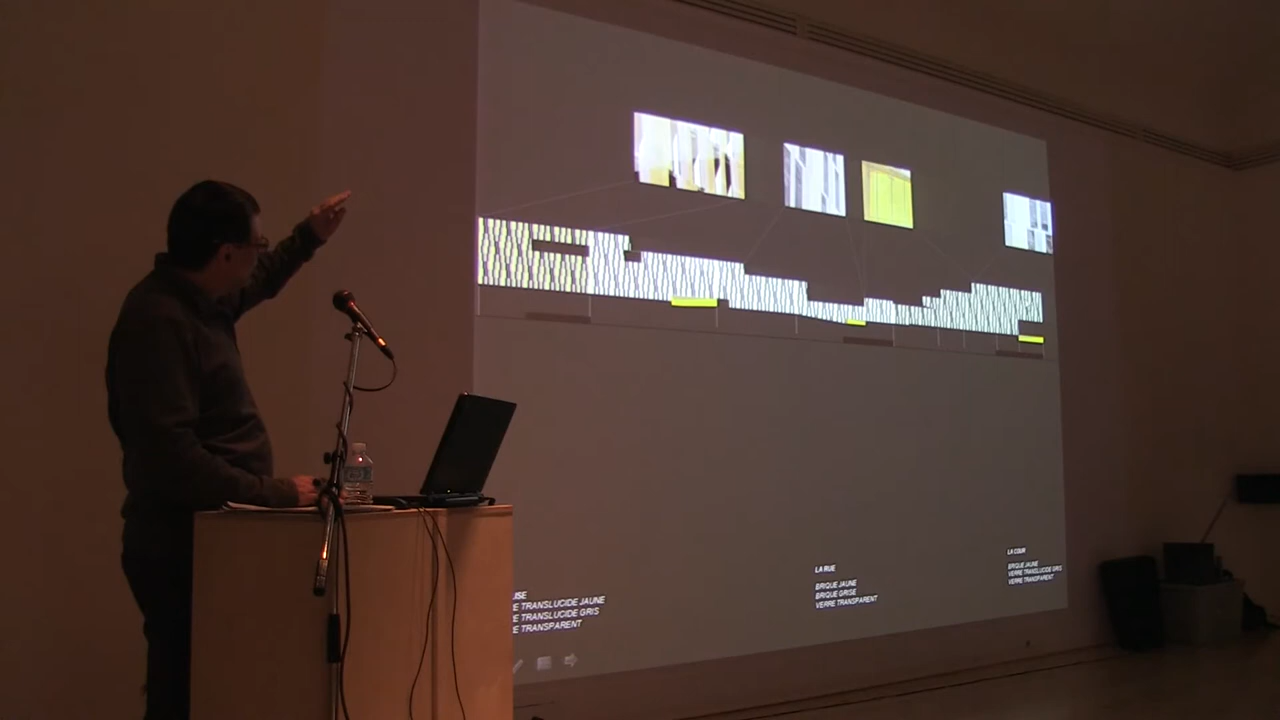 E TRANSLUCIDE JAUNE
E TRANSLUCIDE GRIS
E TRANSPARENT
LA RUE
BRIQUE JAUNE
BRIQUE GRISE
VERRE TRANSPARENT
LA COUR
BRIQUE JAUNE
VERRE TRANSLUCIDE GRIS
VERRE TRANSPARENT